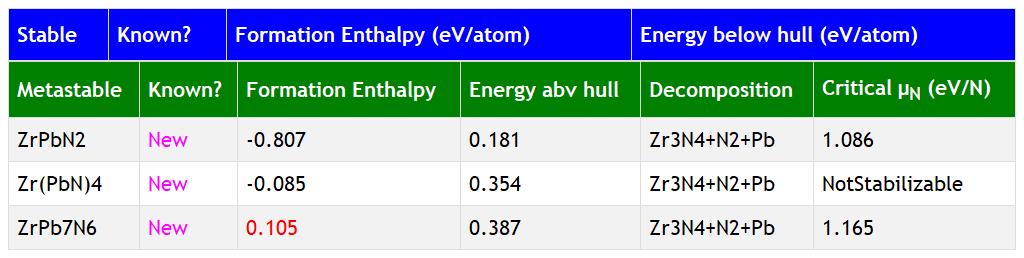 Stable Known? Formation Enthalpy (eV/atom) Energy below hull (eV/atom)
Metastable Known? Formation Enthalpy Energy abv hull Decomposition Critical μN (eV/N)
ZrPbN2 New -0.807 0.181 Zr3N4+N2+Pb 1.086
Zr(PbN)4 New -0.085 0.354 Zr3N4+N2+Pb NotStabilizable
ZrPb7N6 New 0.105 0.387 Zr3N4+N2+Pb 1.165